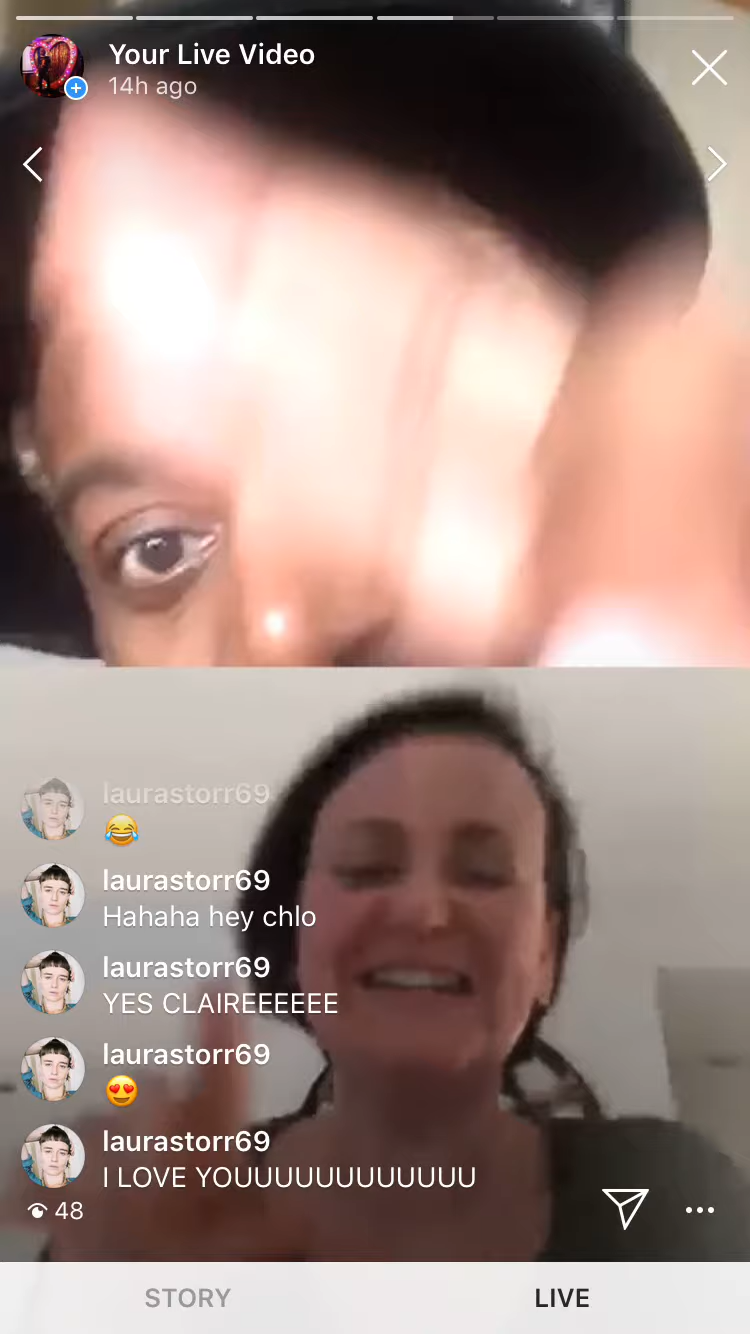 Your Live Video
14h ago
laurastorr69
😂
laurastorr69
Hahaha hey chlo
laurastorr69
YES CLAIREEEEEE
laurastorr69
😍
laurastorr69
I LOVE YOUUUUUUUUUUUUU
48
STORY LIVE